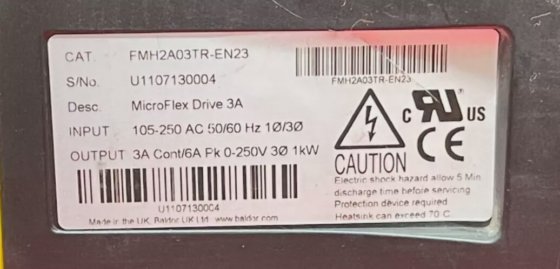 CAT. FMH2A03TR-EN23
S/No. U1107130004
Desc. MicroFlex Drive 3A
INPUT 105-250 AC 50/60 Hz 1Ø/3Ø
OUTPUT 3A Cont/6A Pk 0-250V 3Ø 1kW
U1107130004
Made in the UK, Baldor UK Ltd. www.baldor.com
FMH2A03TR-EN23
c RU US
CE
CAUTION
Electric shock hazard allow 5 Min
discharge time before servicing
Protection device required
Heatsink can exceed 70 C